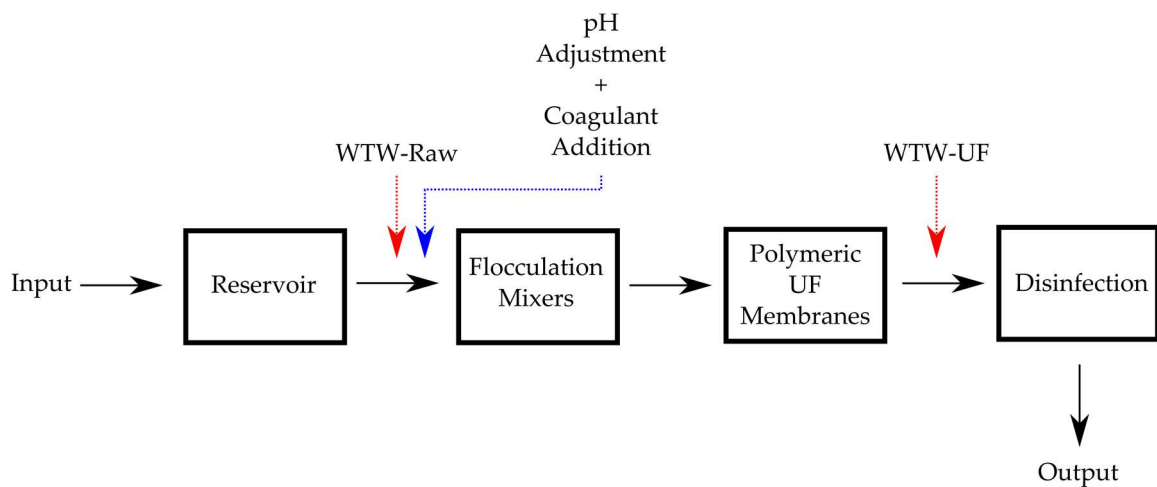 pH
Adjustment
+
Coagulant
Addition
WTW-Raw
WTW-UF
Input
Reservoir
Flocculation
Mixers
Polymeric
UF
Membranes
Disinfection
Output